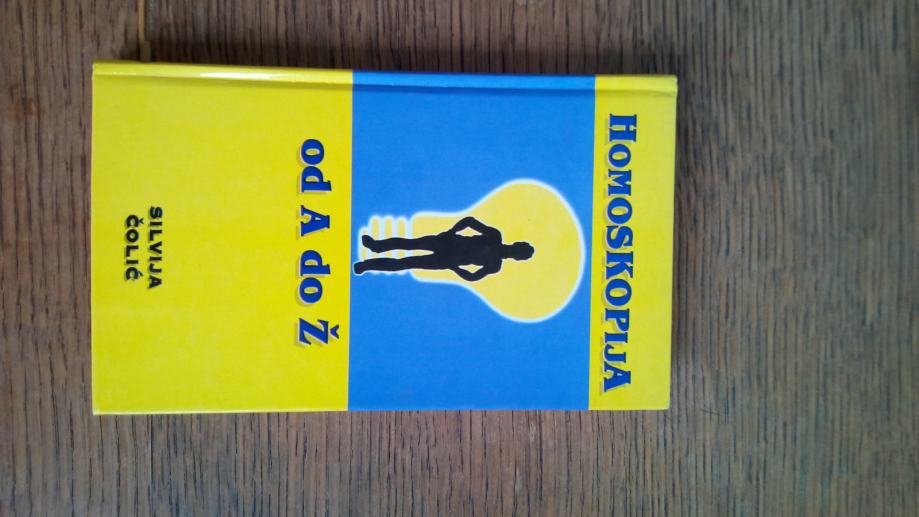 HOMOSKOPIJA
od A do Ž
SILVIJA
ČOLIĆ